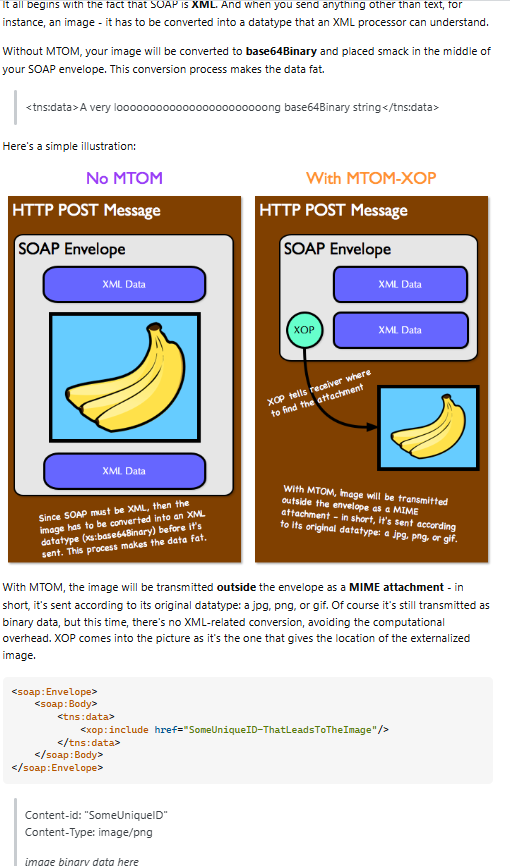 It all begins with the fact that SOAP is XML. And when you send anything other than text, for
instance, an image - it has to be converted into a datatype that an XML processor can understand.
Without MTOM, your image will be converted to base64Binary and placed smack in the middle of
your SOAP envelope. This conversion process makes the data fat.
<tns:data>A very looooooooooooooooooooooooong base64Binary string</tns:data>
Here's a simple illustration:
No MTOM
HTTP POST Message
SOAP Envelope
XML Data
XML Data
Since SOAP must be XML, then the
image has to be converted into an XML
datatype (xs:base64Binary) before it's
sent. This process makes the data fat.
With MTOM-XOP
HTTP POST Message
SOAP Envelope
XML Data
XOP
XML Data
XOP tells receiver where
to find the attachment
With MTOM, image will be transmitted
outside the envelope as a MIME
attachment - in short, it's sent according
to its original datatype: a jpg, png, or gif.
With MTOM, the image will be transmitted outside the envelope as a MIME attachment - in
short, it's sent according to its original datatype: a jpg, png, or gif. Of course it's still transmitted as
binary data, but this time, there's no XML-related conversion, avoiding the computational
overhead. XOP comes into the picture as it's the one that gives the location of the externalized
image.
<soap:Envelope>
<soap:Body>
<tns:data>
<xop:include href="SomeUniqueID-ThatLeadsToTheImage"/>
</tns:data>
</soap:Body>
</soap:Envelope>
Content-id: "SomeUniqueID"
Content-Type: image/png
image binary data here